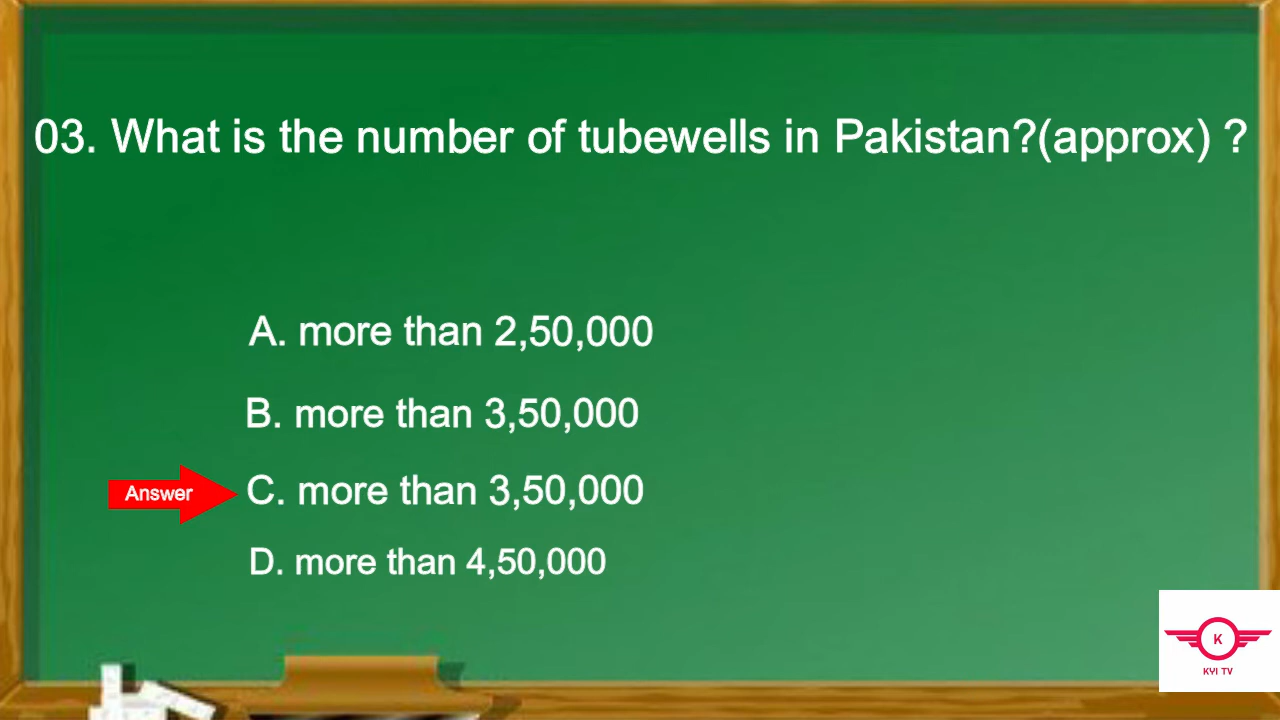 03. What is the number of tubewells in Pakistan?(approx) ?
A. more than 2,50,000
B. more than 3,50,000
Answer
C. more than 3,50,000
D. more than 4,50,000
K
KYI TV